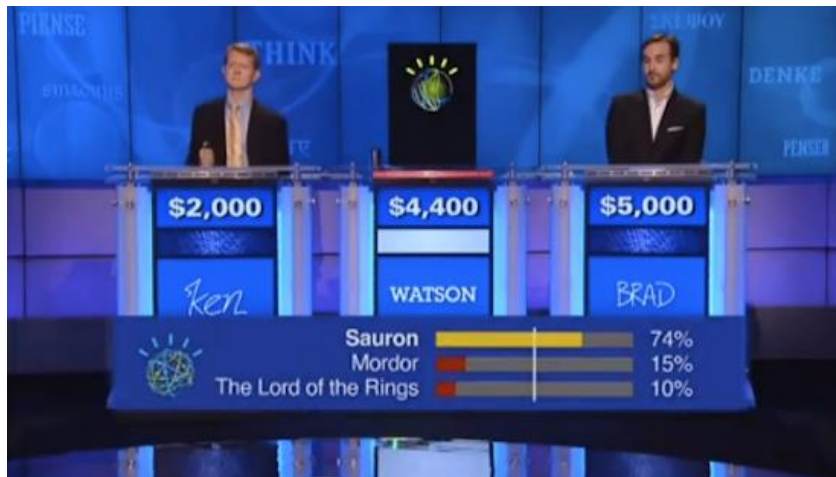 PIENSE
THINK
DENKE
PENSER
$2,000
$4,400
$5,000
ken
WATSON
BRAD
Sauron 74%
Mordor 15%
The Lord of the Rings 10%